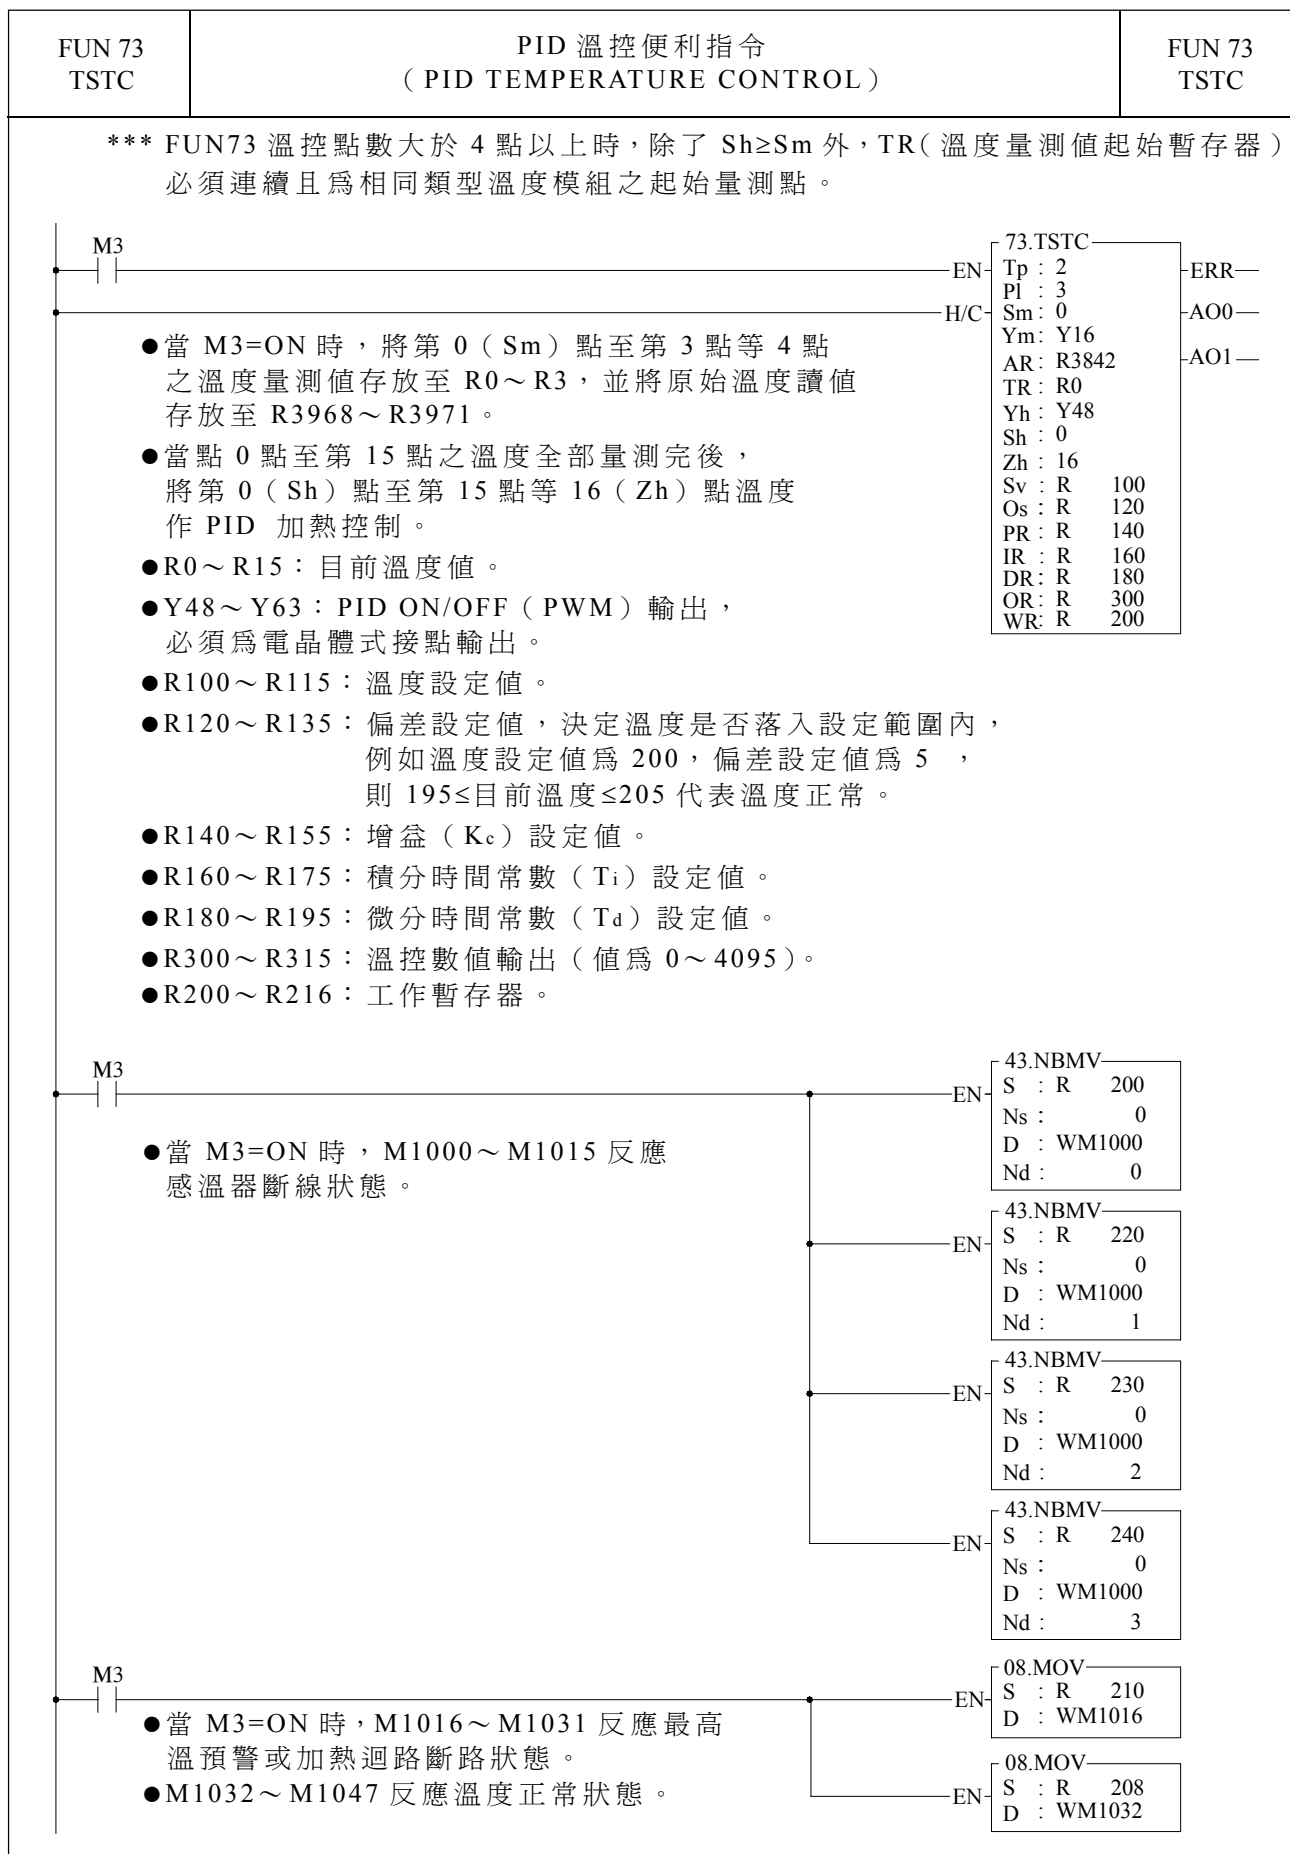 FUN 73
TSTC
PID 溫控便利指令
（PID TEMPERATURE CONTROL）
FUN 73
TSTC
*** FUN73 溫控點數大於 4 點以上時，除了 Sh≥Sm 外，TR（溫度量測值起始暫存器）
必須連續且為相同類型溫度模組之起始量測點。
M3
EN
H/C
73.TSTC
Tp : 2
Pl : 3
Sm : 0
Ym : Y16
AR : R3842
TR : R0
Yh : Y48
Sh : 0
Zh : 16
Sv : R 100
Os : R 120
PR : R 140
IR : R 160
DR : R 180
OR : R 300
WR: R 200
ERR
AO0
AO1
●當 M3=ON 時，將第 0（Sm）點至第 3 點等 4 點
之溫度量測值存放至 R0～R3，並將原始溫度讀值
存放至 R3968～R3971。
●當點 0 點至第 15 點之溫度全部量測完後，
將第 0（Sh）點至第 15 點等 16（Zh）點溫度
作 PID 加熱控制。
●R0～R15：目前溫度值。
●Y48～Y63：PID ON/OFF（PWM）輸出，
必須為電晶體式接點輸出。
●R100～R115：溫度設定值。
●R120～R135：偏差設定值，決定溫度是否落入設定範圍內，
例如溫度設定值為 200，偏差設定值為 5 ，
則 195≤目前溫度≤205 代表溫度正常。
●R140～R155：增益（Kc）設定值。
●R160～R175：積分時間常數（Ti）設定值。
●R180～R195：微分時間常數（Td）設定值。
●R300～R315：溫控數值輸出（值為 0～4095）。
●R200～R216：工作暫存器。
M3
EN
43.NBMV
S : R 200
Ns : 0
D : WM1000
Nd : 0
●當 M3=ON 時，M1000～M1015 反應
感溫器斷線狀態。
EN
43.NBMV
S : R 220
Ns : 0
D : WM1000
Nd : 1
EN
43.NBMV
S : R 230
Ns : 0
D : WM1000
Nd : 2
EN
43.NBMV
S : R 240
Ns : 0
D : WM1000
Nd : 3
M3
EN
08.MOV
S : R 210
D : WM1016
●當 M3=ON 時，M1016～M1031 反應最高
溫預警或加熱迴路斷路狀態。
●M1032～M1047 反應溫度正常狀態。
EN
08.MOV
S : R 208
D : WM1032